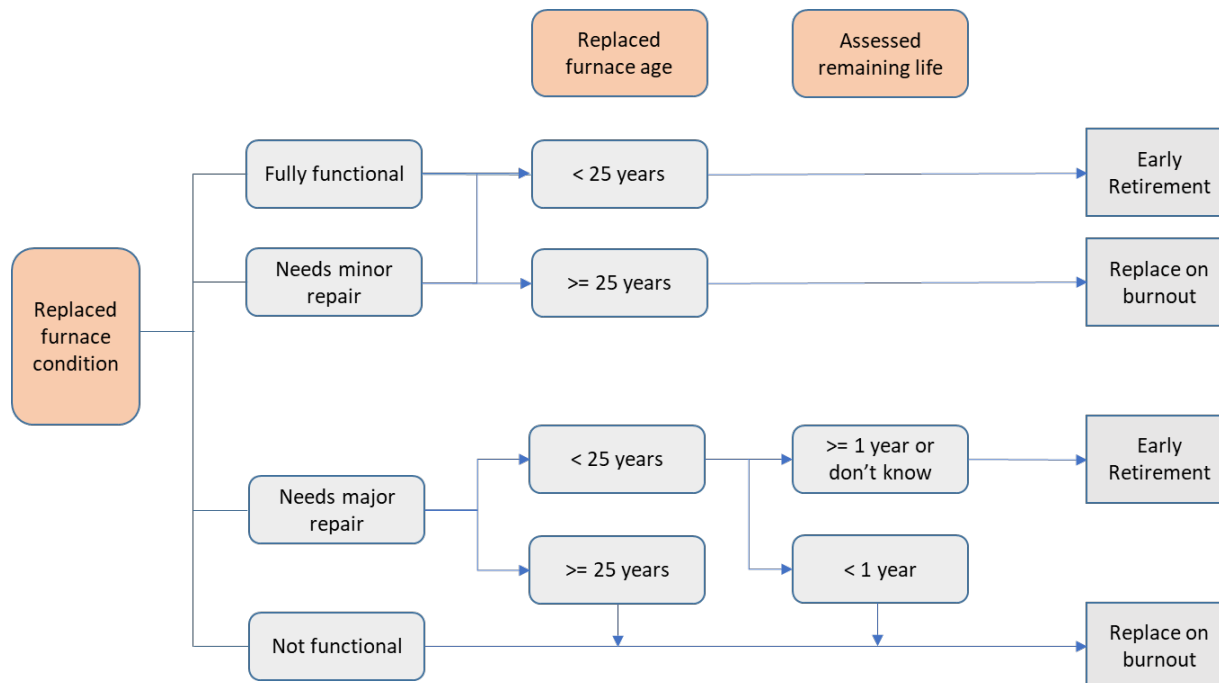 Replaced
furnace age
Assessed
remaining life
Fully functional
< 25 years
Early
Retirement
Needs minor
repair
>= 25 years
Replace on
burnout
Replaced
furnace
condition
< 25 years
>= 1 year or
don't know
Early
Retirement
Needs major
repair
>= 25 years
< 1 year
Not functional
Replace on
burnout